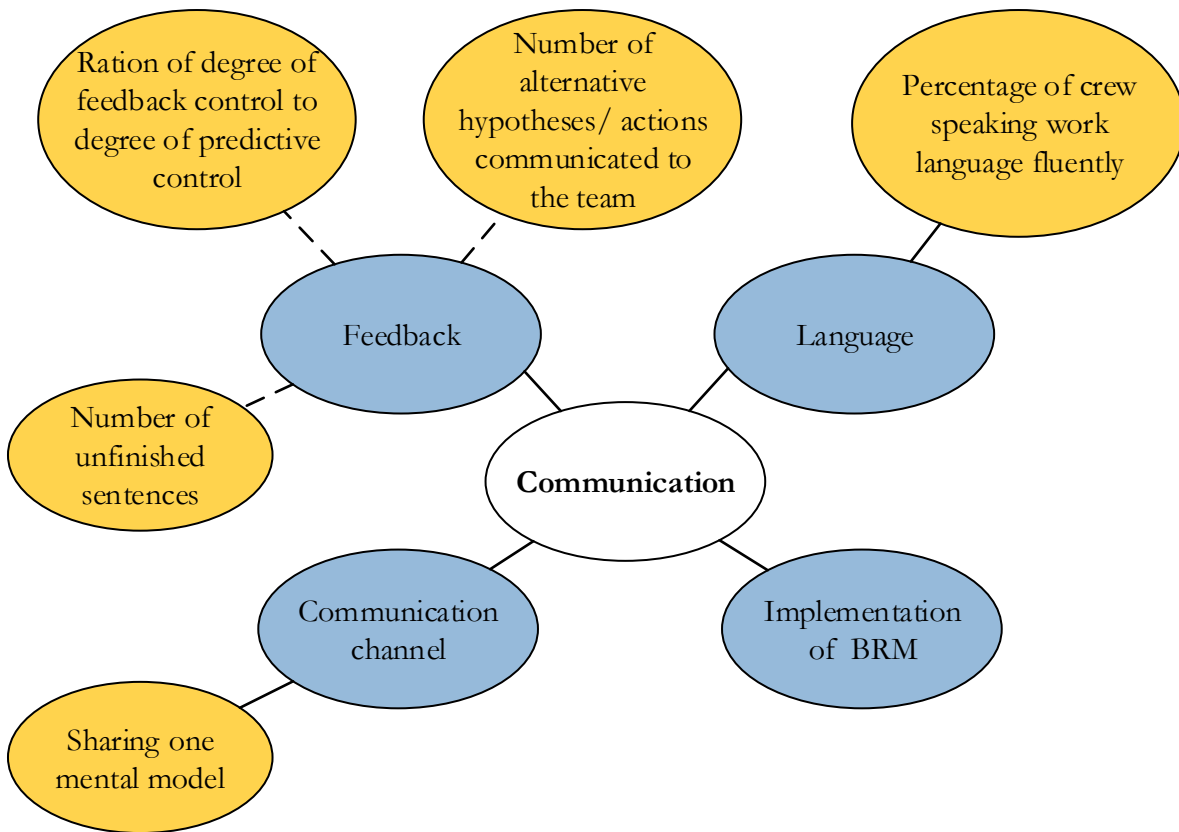 Ration of degree of
feedback control to
degree of predictive
control
Number of
alternative
hypotheses/ actions
communicated to
the team
Percentage of crew
speaking work
language fluently
Feedback
Language
Number of
unfinished
sentences
Communication
Communication
channel
Implementation
of BRM
Sharing one
mental model